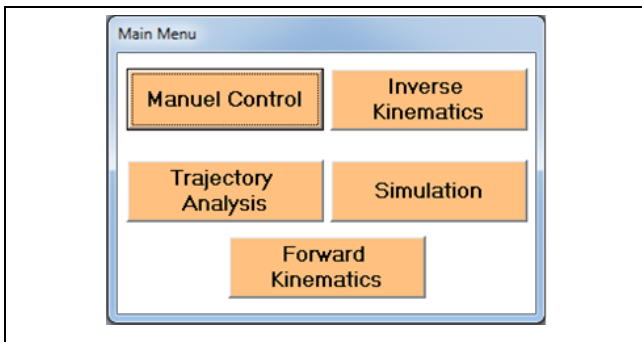 Main Menu
Manuel Control
Inverse
Kinematics
Trajectory
Analysis
Simulation
Forward
Kinematics